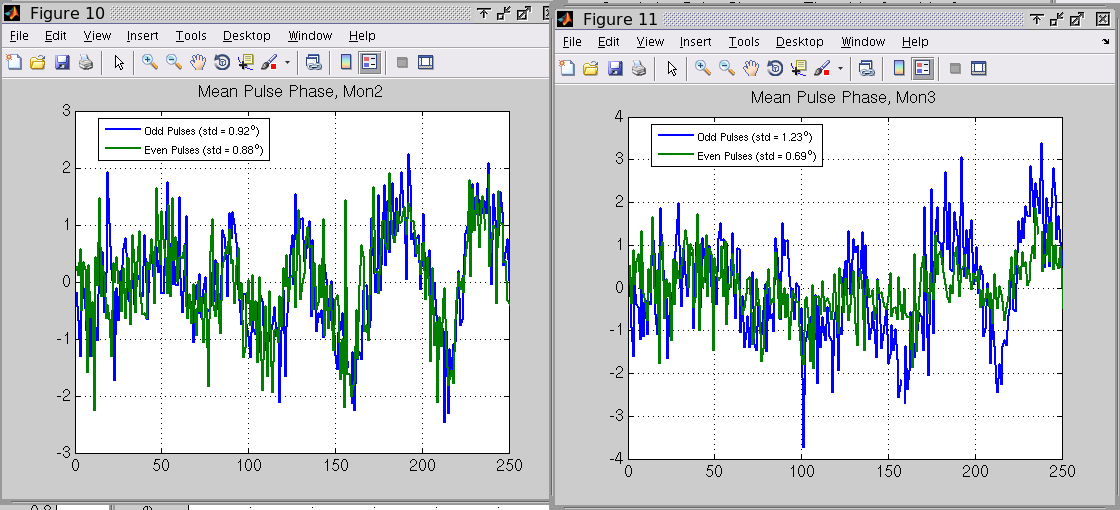 Figure 10
File Edit View Insert Tools Desktop Window Help
Mean Pulse Phase, Mon2
Odd Pulses (std = 0.92°)
Even Pulses (std = 0.88°)
3
2
1
0
-1
-2
-3
0 50 100 150 200 250
Figure 11
File Edit View Insert Tools Desktop Window Help
Mean Pulse Phase, Mon3
Odd Pulses (std = 1.23°)
Even Pulses (std = 0.69°)
4
3
2
1
0
-1
-2
-3
-4
0 50 100 150 200 250